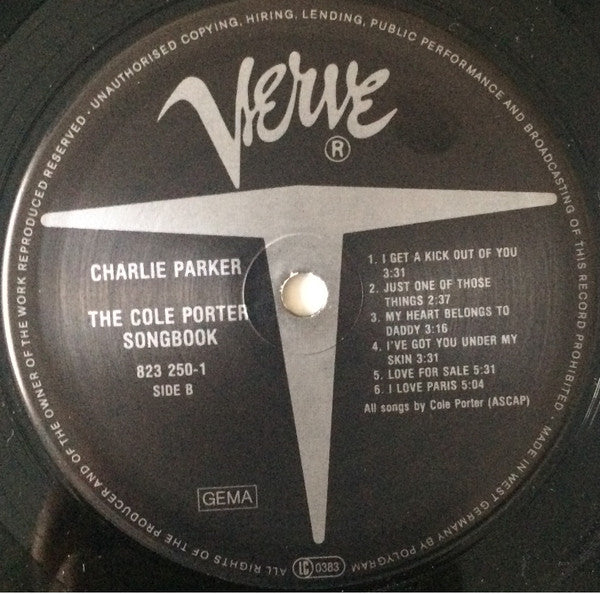 Verve
®
CHARLIE PARKER
THE COLE PORTER
SONGBOOK
823 250-1
SIDE B
1. I GET A KICK OUT OF YOU
3:31
2. JUST ONE OF THOSE
THINGS 2:37
3. MY HEART BELONGS TO
DADDY 3:16
4. I'VE GOT YOU UNDER MY
SKIN 3:31
5. LOVE FOR SALE 5:31
6. I LOVE PARIS 5:04
All songs by Cole Porter (ASCAP)
GEMA
LC 0383
ALL RIGHTS OF THE PRODUCER AND OF THE OWNER OF THE WORK REPRODUCED RESERVED · UNAUTHORISED COPYING, HIRING, LENDING, PUBLIC PERFORMANCE AND BROADCASTING OF THIS RECORD PROHIBITED · MADE IN WEST GERMANY BY POLYGRAM